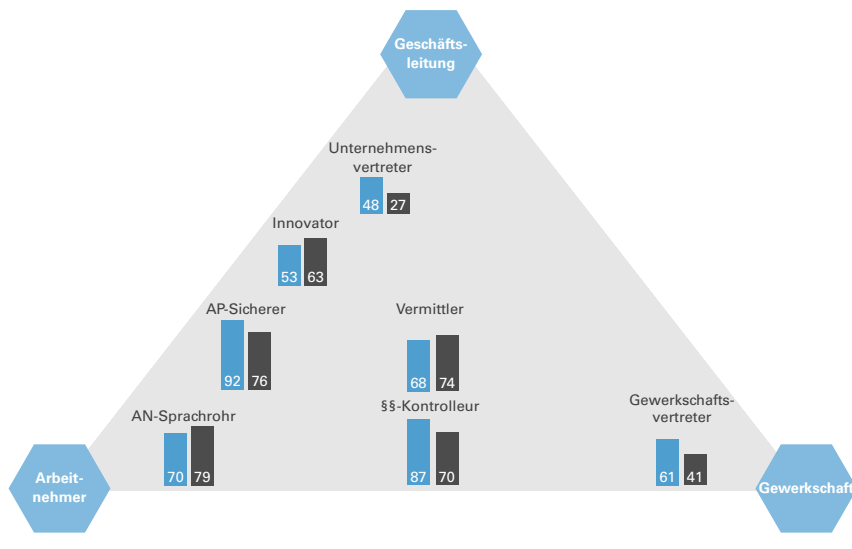 Geschäfts-
leitung
Unternehmens-
vertreter
48 27
Innovator
53 63
AP-Sicherer
92 76
Vermittler
68 74
AN-Sprachrohr
70 79
§§-Kontrolleur
87 70
Gewerkschafts-
vertreter
61 41
Arbeit-
nehmer
Gewerkschaft